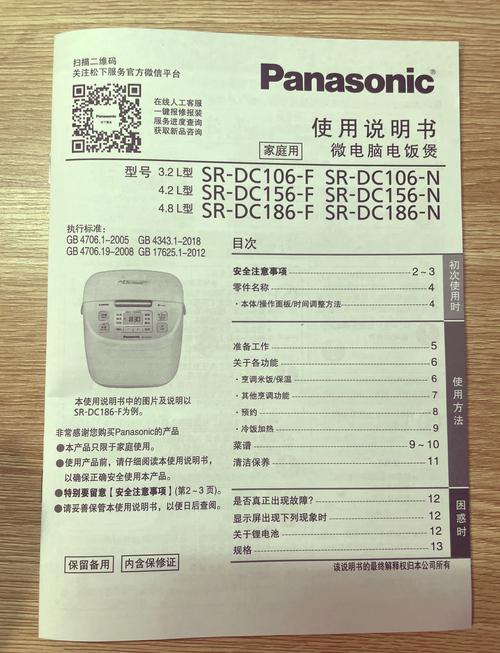 扫描二维码
关注松下服务官方微信平台
在线人工客服
一键报修报装
服务进度查询
获取新品咨询
Panasonic
使用说明书
家庭用 微电脑电饭煲
型号 3.2 L型 SR-DC106-F SR-DC106-N
4.2 L型 SR-DC156-F SR-DC156-N
4.8 L型 SR-DC186-F SR-DC186-N
执行标准:
GB 4706.1-2005 GB 4343.1-2018
GB 4706.19-2008 GB 17625.1-2012
Panasonic
本使用说明书中的图片及说明以
SR-DC186-F为例。
非常感谢您购买Panasonic的产品
●本产品只限于家庭使用。
●使用产品前，请仔细阅读本使用说明书，
以确保正确安全使用本产品。
●特别要留意【安全注意事项】(第2～3页)。
●请妥善保管本使用说明书，以便日后查阅。
保留备用 内含保修证
目次
安全注意事项 2～3
零件名称 4
・本体/操作面板/时间调整方法 4
初次使用时
准备工作 5
关于各功能 6
・烹调米饭/保温 6
・其他烹调功能 7
・预约 8
・冷饭加热 9
菜谱 9～10
清洁保养 11
使用方法
是否真正出现故障? 12
显示屏出现下列现象时 12
关于锂电池 12
规格 13
困惑时
该说明书的最终解释权归本公司所有